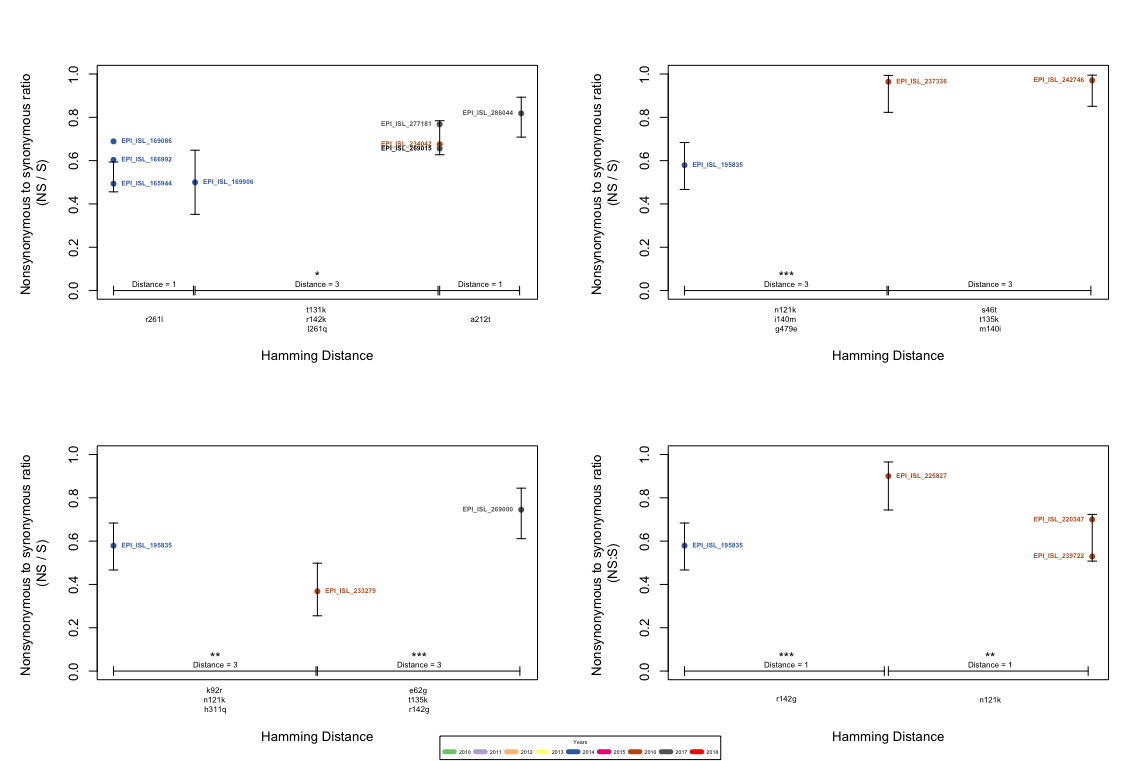 Nonsynonymous to synonymous ratio
(NS / S)
1.0
0.8
0.6
0.4
0.2
0.0
EPI_ISL_169086
EPI_ISL_166992
EPI_ISL_165944
EPI_ISL_169906
EPI_ISL_277181
EPI_ISL_234042
EPI_ISL_269015
EPI_ISL_286044
*
Distance = 1
Distance = 3
Distance = 1
r261l
t131k
r142k
l261q
a212t
Hamming Distance
Nonsynonymous to synonymous ratio
(NS / S)
1.0
0.8
0.6
0.4
0.2
0.0
EPI_ISL_195835
EPI_ISL_237336
EPI_ISL_242746
***
Distance = 3
Distance = 3
n121k
i140m
g479e
s46t
t135k
m140i
Hamming Distance
Nonsynonymous to synonymous ratio
(NS / S)
1.0
0.8
0.6
0.4
0.2
0.0
EPI_ISL_195835
EPI_ISL_233279
EPI_ISL_269000
**
***
Distance = 3
Distance = 3
k92r
n121k
h311q
e62g
t135k
r142g
Hamming Distance
Nonsynonymous to synonymous ratio
(NS:S)
1.0
0.8
0.6
0.4
0.2
0.0
EPI_ISL_195835
EPI_ISL_225827
EPI_ISL_220347
EPI_ISL_239722
***
**
Distance = 1
Distance = 1
r142g
n121k
Hamming Distance
Years
2010 2011 2012 2013 2014 2015 2016 2017 2018